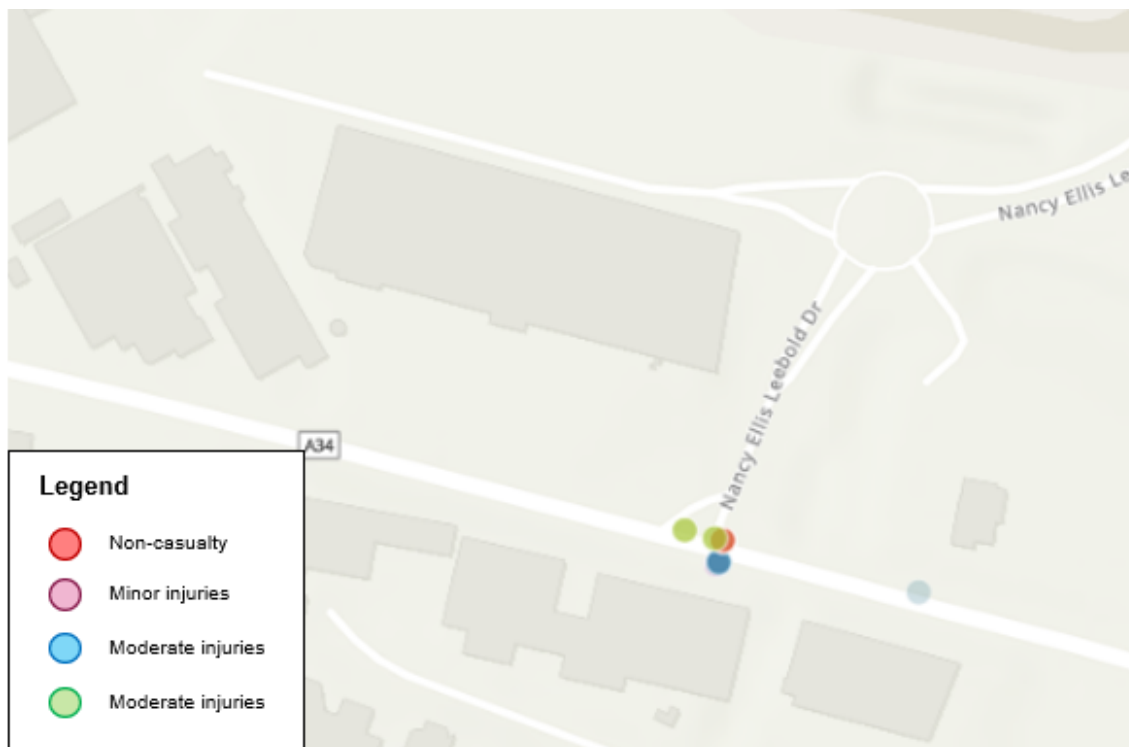 Nancy Ellis Le
Nancy Ellis Leebold Dr
A34
Legend
Non-casualty
Minor injuries
Moderate injuries
Moderate injuries